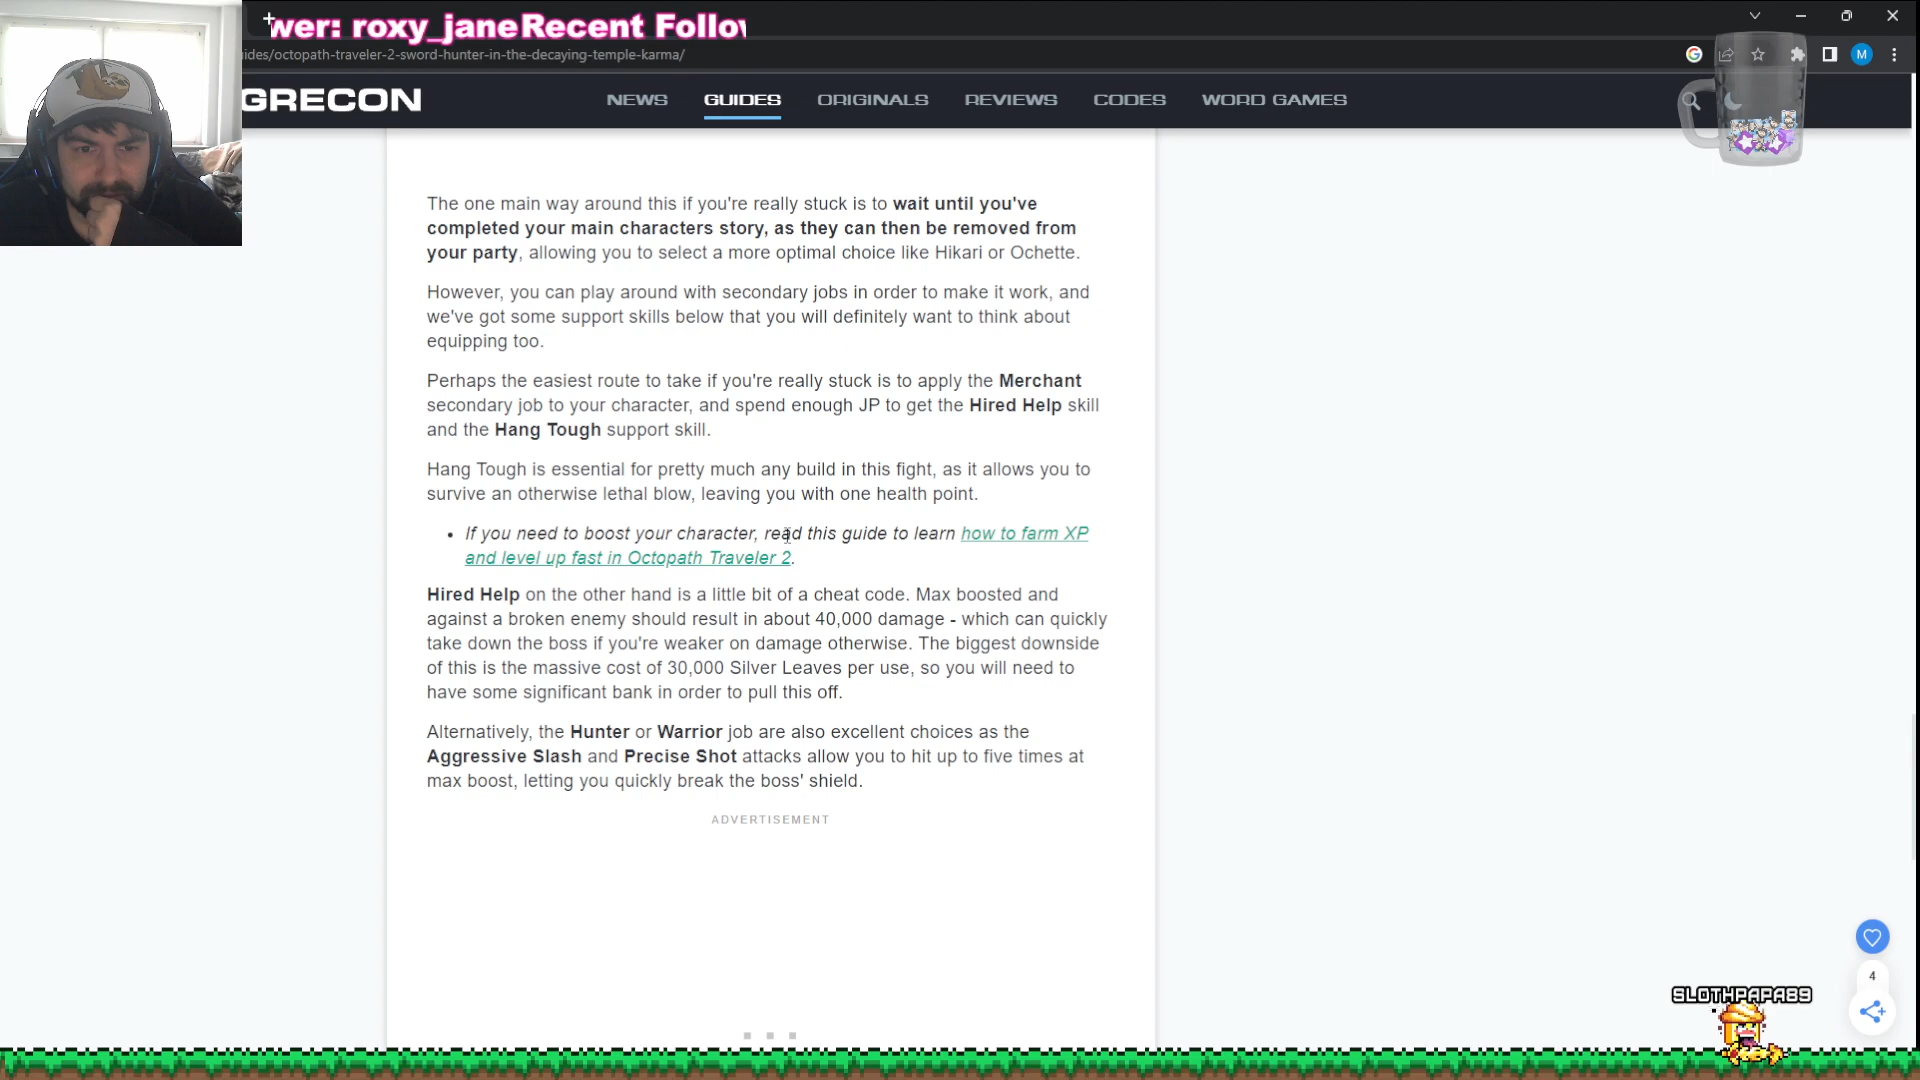 wer: roxy_janeRecent Follow
ides/octopath-traveler-2-sword-hunter-in-the-decaying-temple-karma/
M
GRECON
NEWS
GUIDES
ORIGINALS
REVIEWS
CODES
WORD GAMES
The one main way around this if you're really stuck is to wait until you've
completed your main characters story, as they can then be removed from
your party, allowing you to select a more optimal choice like Hikari or Ochette.
However, you can play around with secondary jobs in order to make it work, and
we've got some support skills below that you will definitely want to think about
equipping too.
Perhaps the easiest route to take if you're really stuck is to apply the Merchant
secondary job to your character, and spend enough JP to get the Hired Help skill
and the Hang Tough support skill.
Hang Tough is essential for pretty much any build in this fight, as it allows you to
survive an otherwise lethal blow, leaving you with one health point.
• If you need to boost your character, read this guide to learn how to farm XP
and level up fast in Octopath Traveler 2.
Hired Help on the other hand is a little bit of a cheat code. Max boosted and
against a broken enemy should result in about 40,000 damage - which can quickly
take down the boss if you're weaker on damage otherwise. The biggest downside
of this is the massive cost of 30,000 Silver Leaves per use, so you will need to
have some significant bank in order to pull this off.
Alternatively, the Hunter or Warrior job are also excellent choices as the
Aggressive Slash and Precise Shot attacks allow you to hit up to five times at
max boost, letting you quickly break the boss' shield.
ADVERTISEMENT
4
SLOTHPAPA89